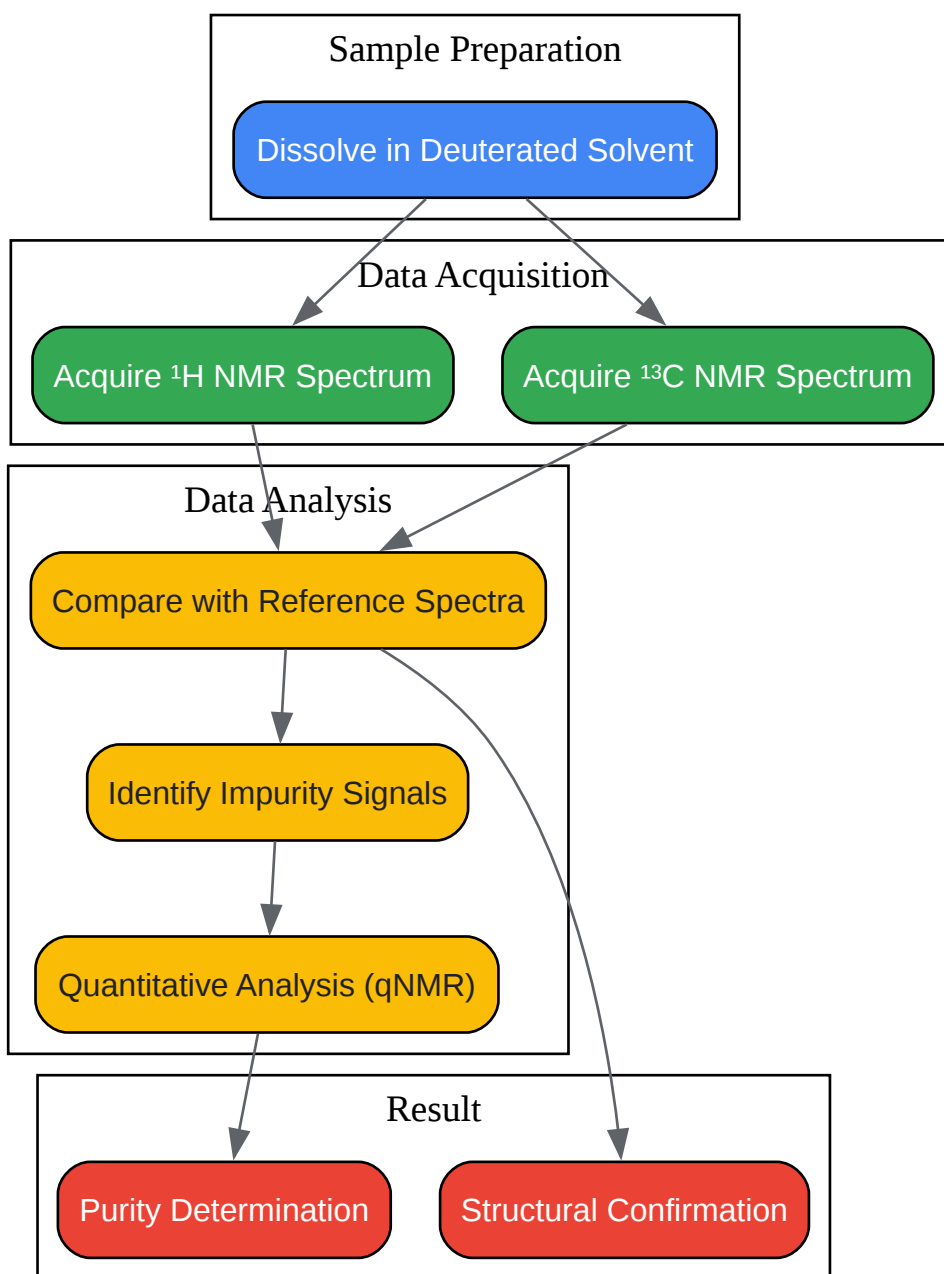 Sample Preparation
Dissolve in Deuterated Solvent
Data Acquisition
Acquire ¹H NMR Spectrum
Acquire ¹³C NMR Spectrum
Data Analysis
Compare with Reference Spectra
Identify Impurity Signals
Quantitative Analysis (qNMR)
Result
Purity Determination
Structural Confirmation